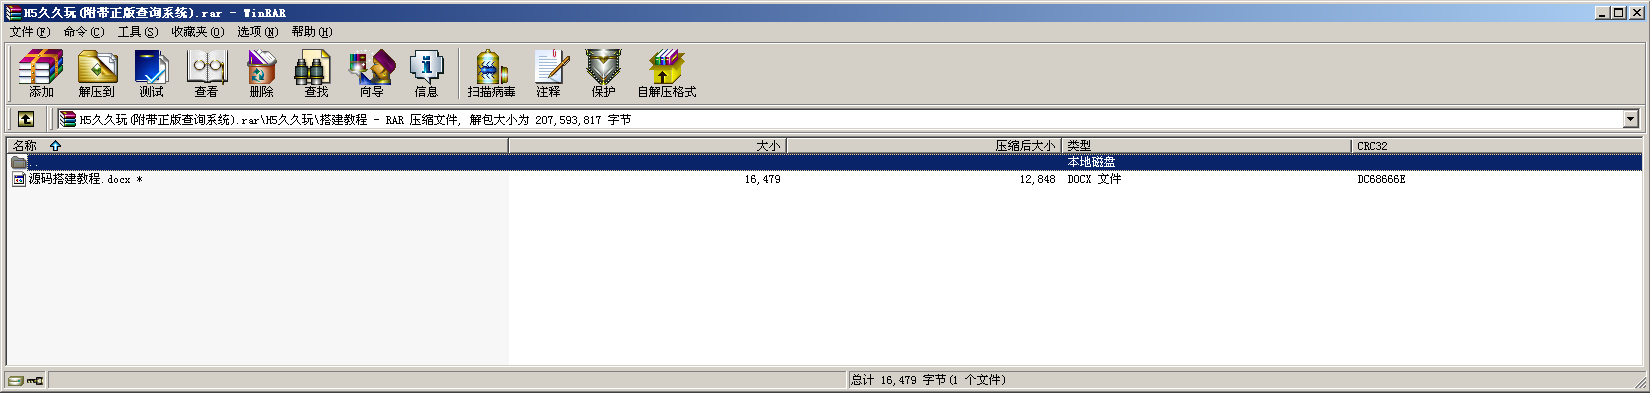 H5久久玩(附带正版查询系统).rar - WinRAR
文件(F) 命令(C) 工具(S) 收藏夹(O) 选项(N) 帮助(H)
添加 解压到 测试 查看 删除 查找 向导 信息 扫描病毒 注释 保护 自解压格式
H5久久玩(附带正版查询系统).rar\H5久久玩\搭建教程 - RAR 压缩文件, 解包大小为 207,593,817 字节
名称 大小 压缩后大小 类型 CRC32
.. 本地磁盘
源码搭建教程.docx * 16,479 12,848 DOCX 文件 DC68666E
总计 16,479 字节(1 个文件)